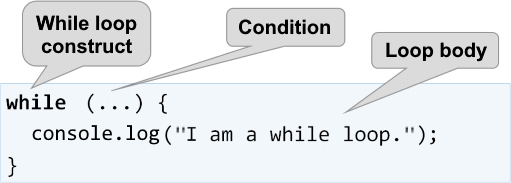 While loop
construct
Condition
Loop body
while (...) {
  console.log("I am a while loop.");
}